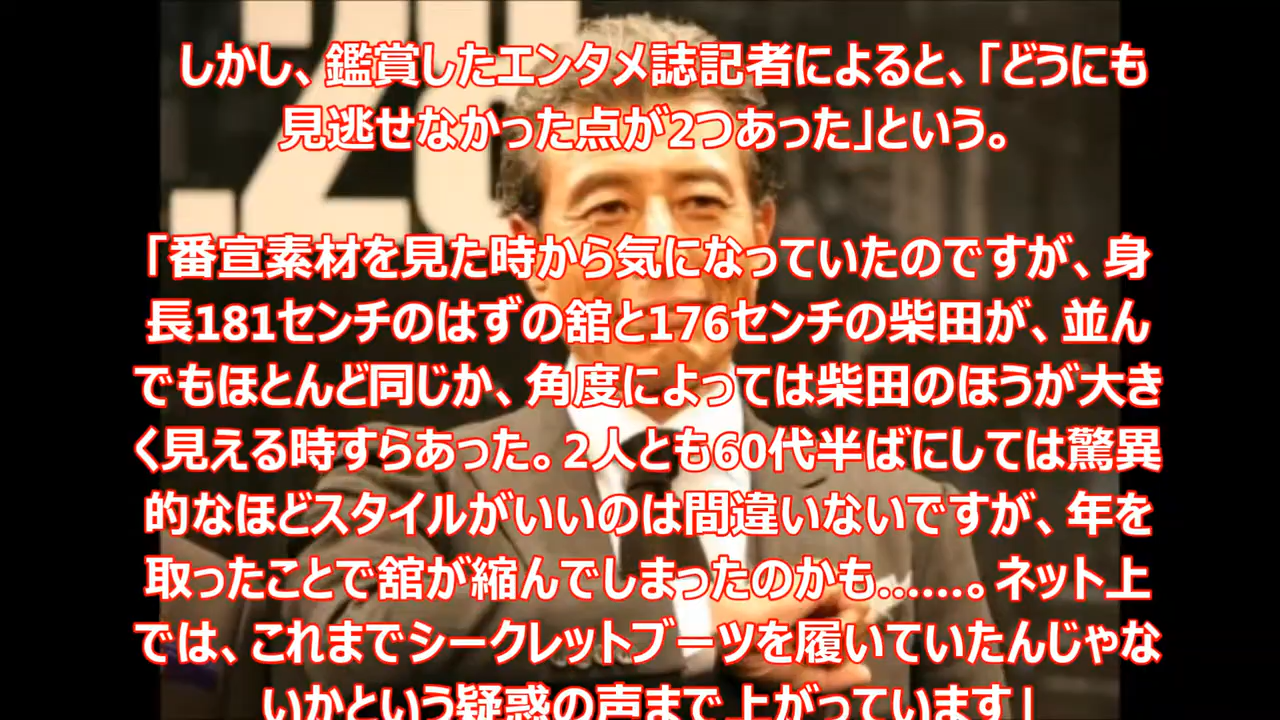 しかし、鑑賞したエンタメ誌記者によると、「どうにも
見逃せなかった点が2つあった」という。
「番宣素材を見た時から気になっていたのですが、身
長181センチのはずの舘と176センチの柴田が、並ん
でもほとんど同じか、角度によっては柴田のほうが大き
く見える時すらあった。2人とも60代半ばにしては驚異
的なほどスタイルがいいのは間違いないですが、年を
取ったことで舘が縮んでしまったのかも……。ネット上
では、これまでシークレットブーツを履いていたんじゃな
いかという疑惑の声まで上がっています」
.20